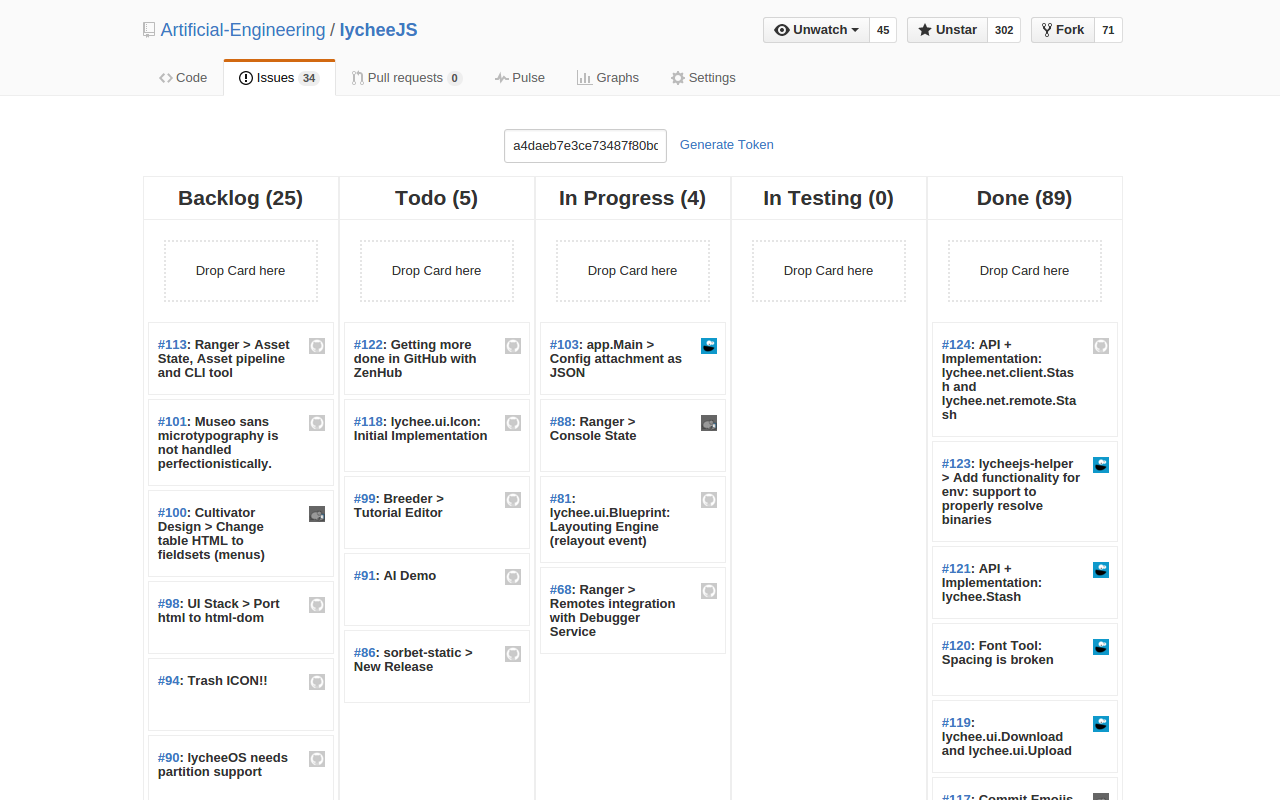 Artificial-Engineering / lycheeJS
Unwatch 45 Unstar 302 Fork 71
Code Issues 34 Pull requests 0 Pulse Graphs Settings
a4daeb7e3ce73487f80bc Generate Token
Backlog (25) Todo (5) In Progress (4) In Testing (0) Done (89)
Drop Card here Drop Card here Drop Card here Drop Card here Drop Card here
#113: Ranger > Asset
State, Asset pipeline
and CLI tool
#101: Museo sans
microtypography is
not handled
perfectionistically.
#100: Cultivator
Design > Change
table HTML to
fieldsets (menus)
#98: UI Stack > Port
html to html-dom
#94: Trash ICON!!
#90: lycheeOS needs
partition support
#122: Getting more
done in GitHub with
ZenHub
#118: lychee.ui.Icon:
Initial Implementation
#99: Breeder >
Tutorial Editor
#91: AI Demo
#86: sorbet-static >
New Release
#103: app.Main >
Config attachment as
JSON
#88: Ranger >
Console State
#81:
lychee.ui.Blueprint:
Layouting Engine
(relayout event)
#68: Ranger >
Remotes integration
with Debugger
Service
#124: API +
Implementation:
lychee.net.client.Stas
h and
lychee.net.remote.Sta
sh
#123: lycheejs-helper
> Add functionality for
env: support to
properly resolve
binaries
#121: API +
Implementation:
lychee.Stash
#120: Font Tool:
Spacing is broken
#119:
lychee.ui.Download
and lychee.ui.Upload
#117: Commit Emojis